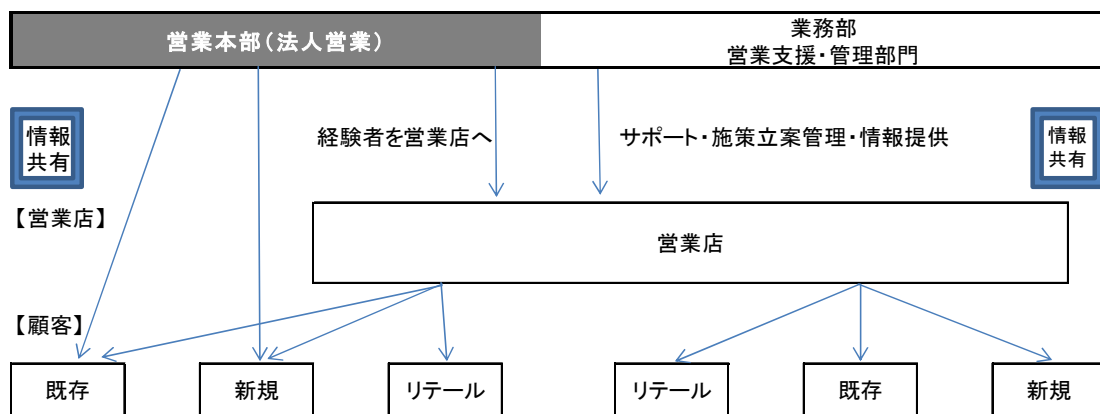 営業本部（法人営業）
業務部
営業支援・管理部門
情報
共有
経験者を営業店へ
サポート・施策立案管理・情報提供
情報
共有
【営業店】
営業店
【顧客】
既存
新規
リテール
リテール
既存
新規